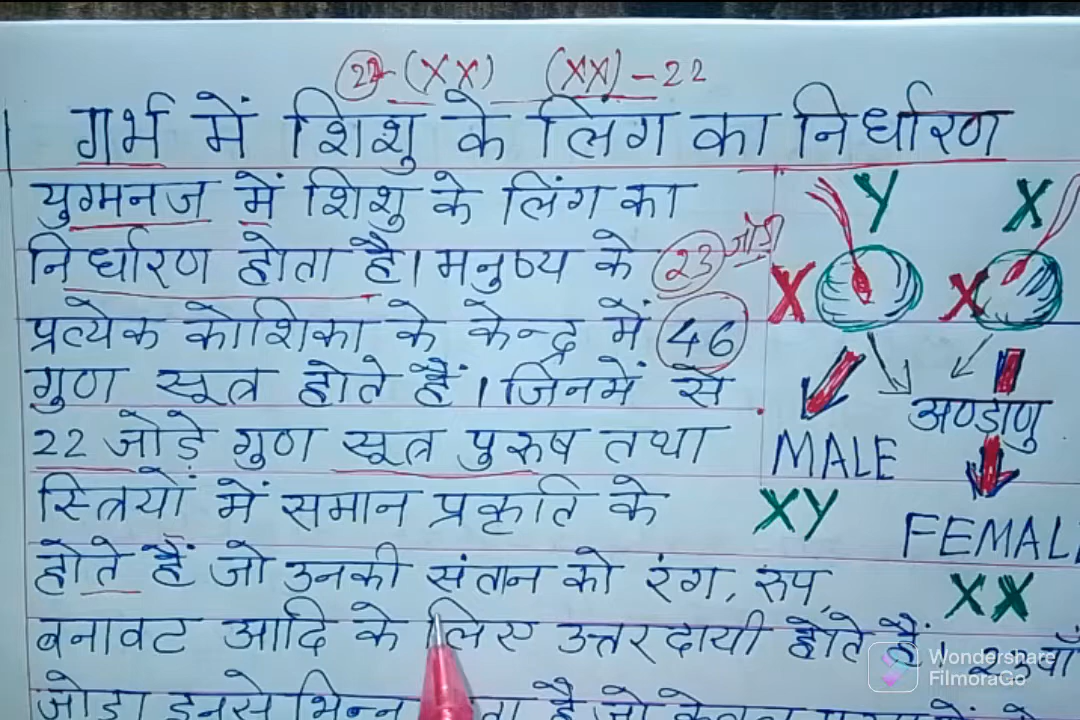 22 - (XX) (XX) - 22
गर्भ में शिशु के लिंग का निर्धारण
युग्मनज में शिशु के लिंग का
निर्धारण होता है। मनुष्य के 23 जोड़ी
प्रत्येक कोशिका के केन्द्र में 46
गुण सूत्र होते हैं। जिनमें से
22 जोड़े गुण सूत्र पुरुष तथा
स्त्रियों में समान प्रकृति के
होते हैं जो उनकी संतान को रंग, रूप,
बनावट आदि के लिए उत्तरदायी होते हैं। 23वाँ
जोड़ा इनसे भिन्न
Y X
X X
अण्डाणु
MALE
XY
FEMAL
XX
Wondershare
FilmoraGo